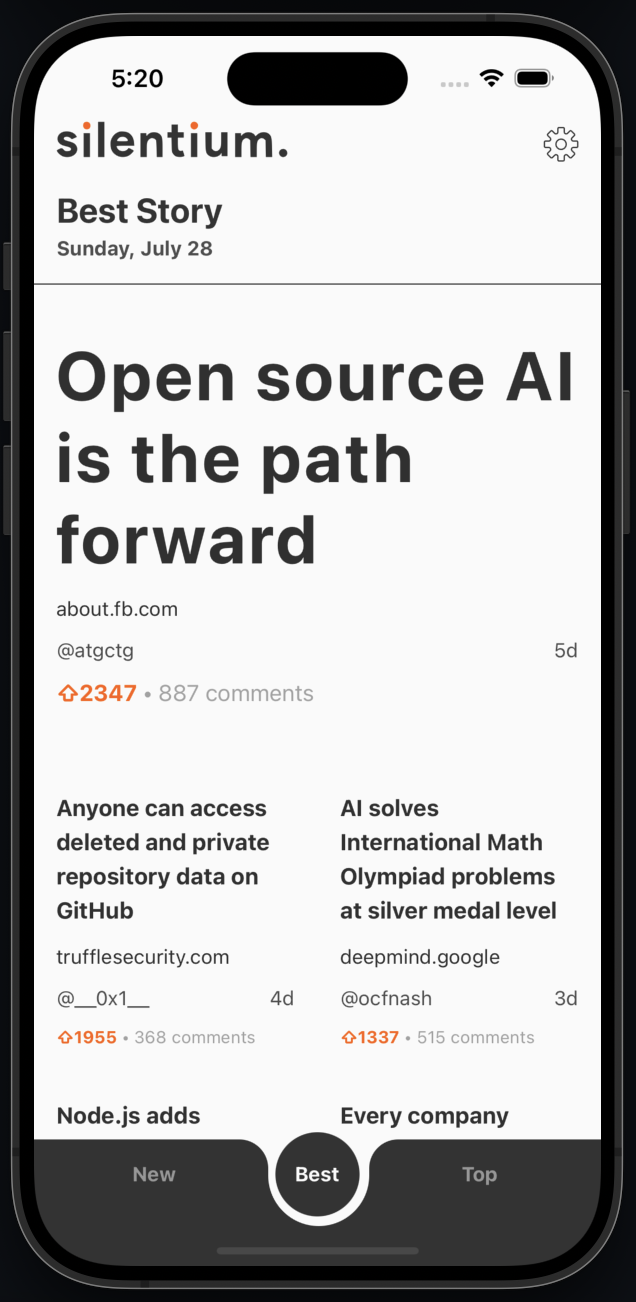 5:20
silentium.
Best Story
Sunday, July 28
Open source AI
is the path
forward
about.fb.com
@atgctg 5d
2347 • 887 comments
Anyone can access
deleted and private
repository data on
GitHub
trufflesecurity.com
@__0x1__ 4d
1955 • 368 comments
AI solves
International Math
Olympiad problems
at silver medal level
deepmind.google
@ocfnash 3d
1337 • 515 comments
Node.js adds
Every company
New Best Top